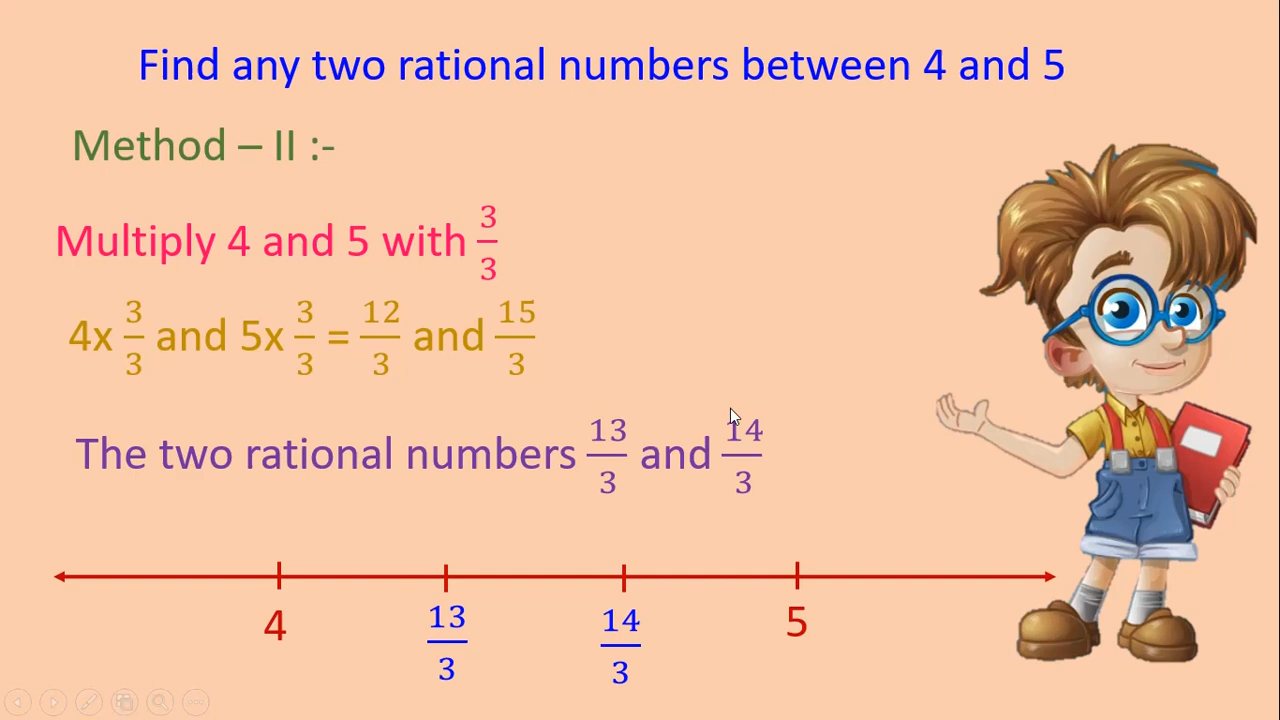 Find any two rational numbers between 4 and 5
Method – II :-
Multiply 4 and 5 with 3/3
4x 3/3 and 5x 3/3 = 12/3 and 15/3
The two rational numbers 13/3 and 14/3
4 13/3 14/3 5